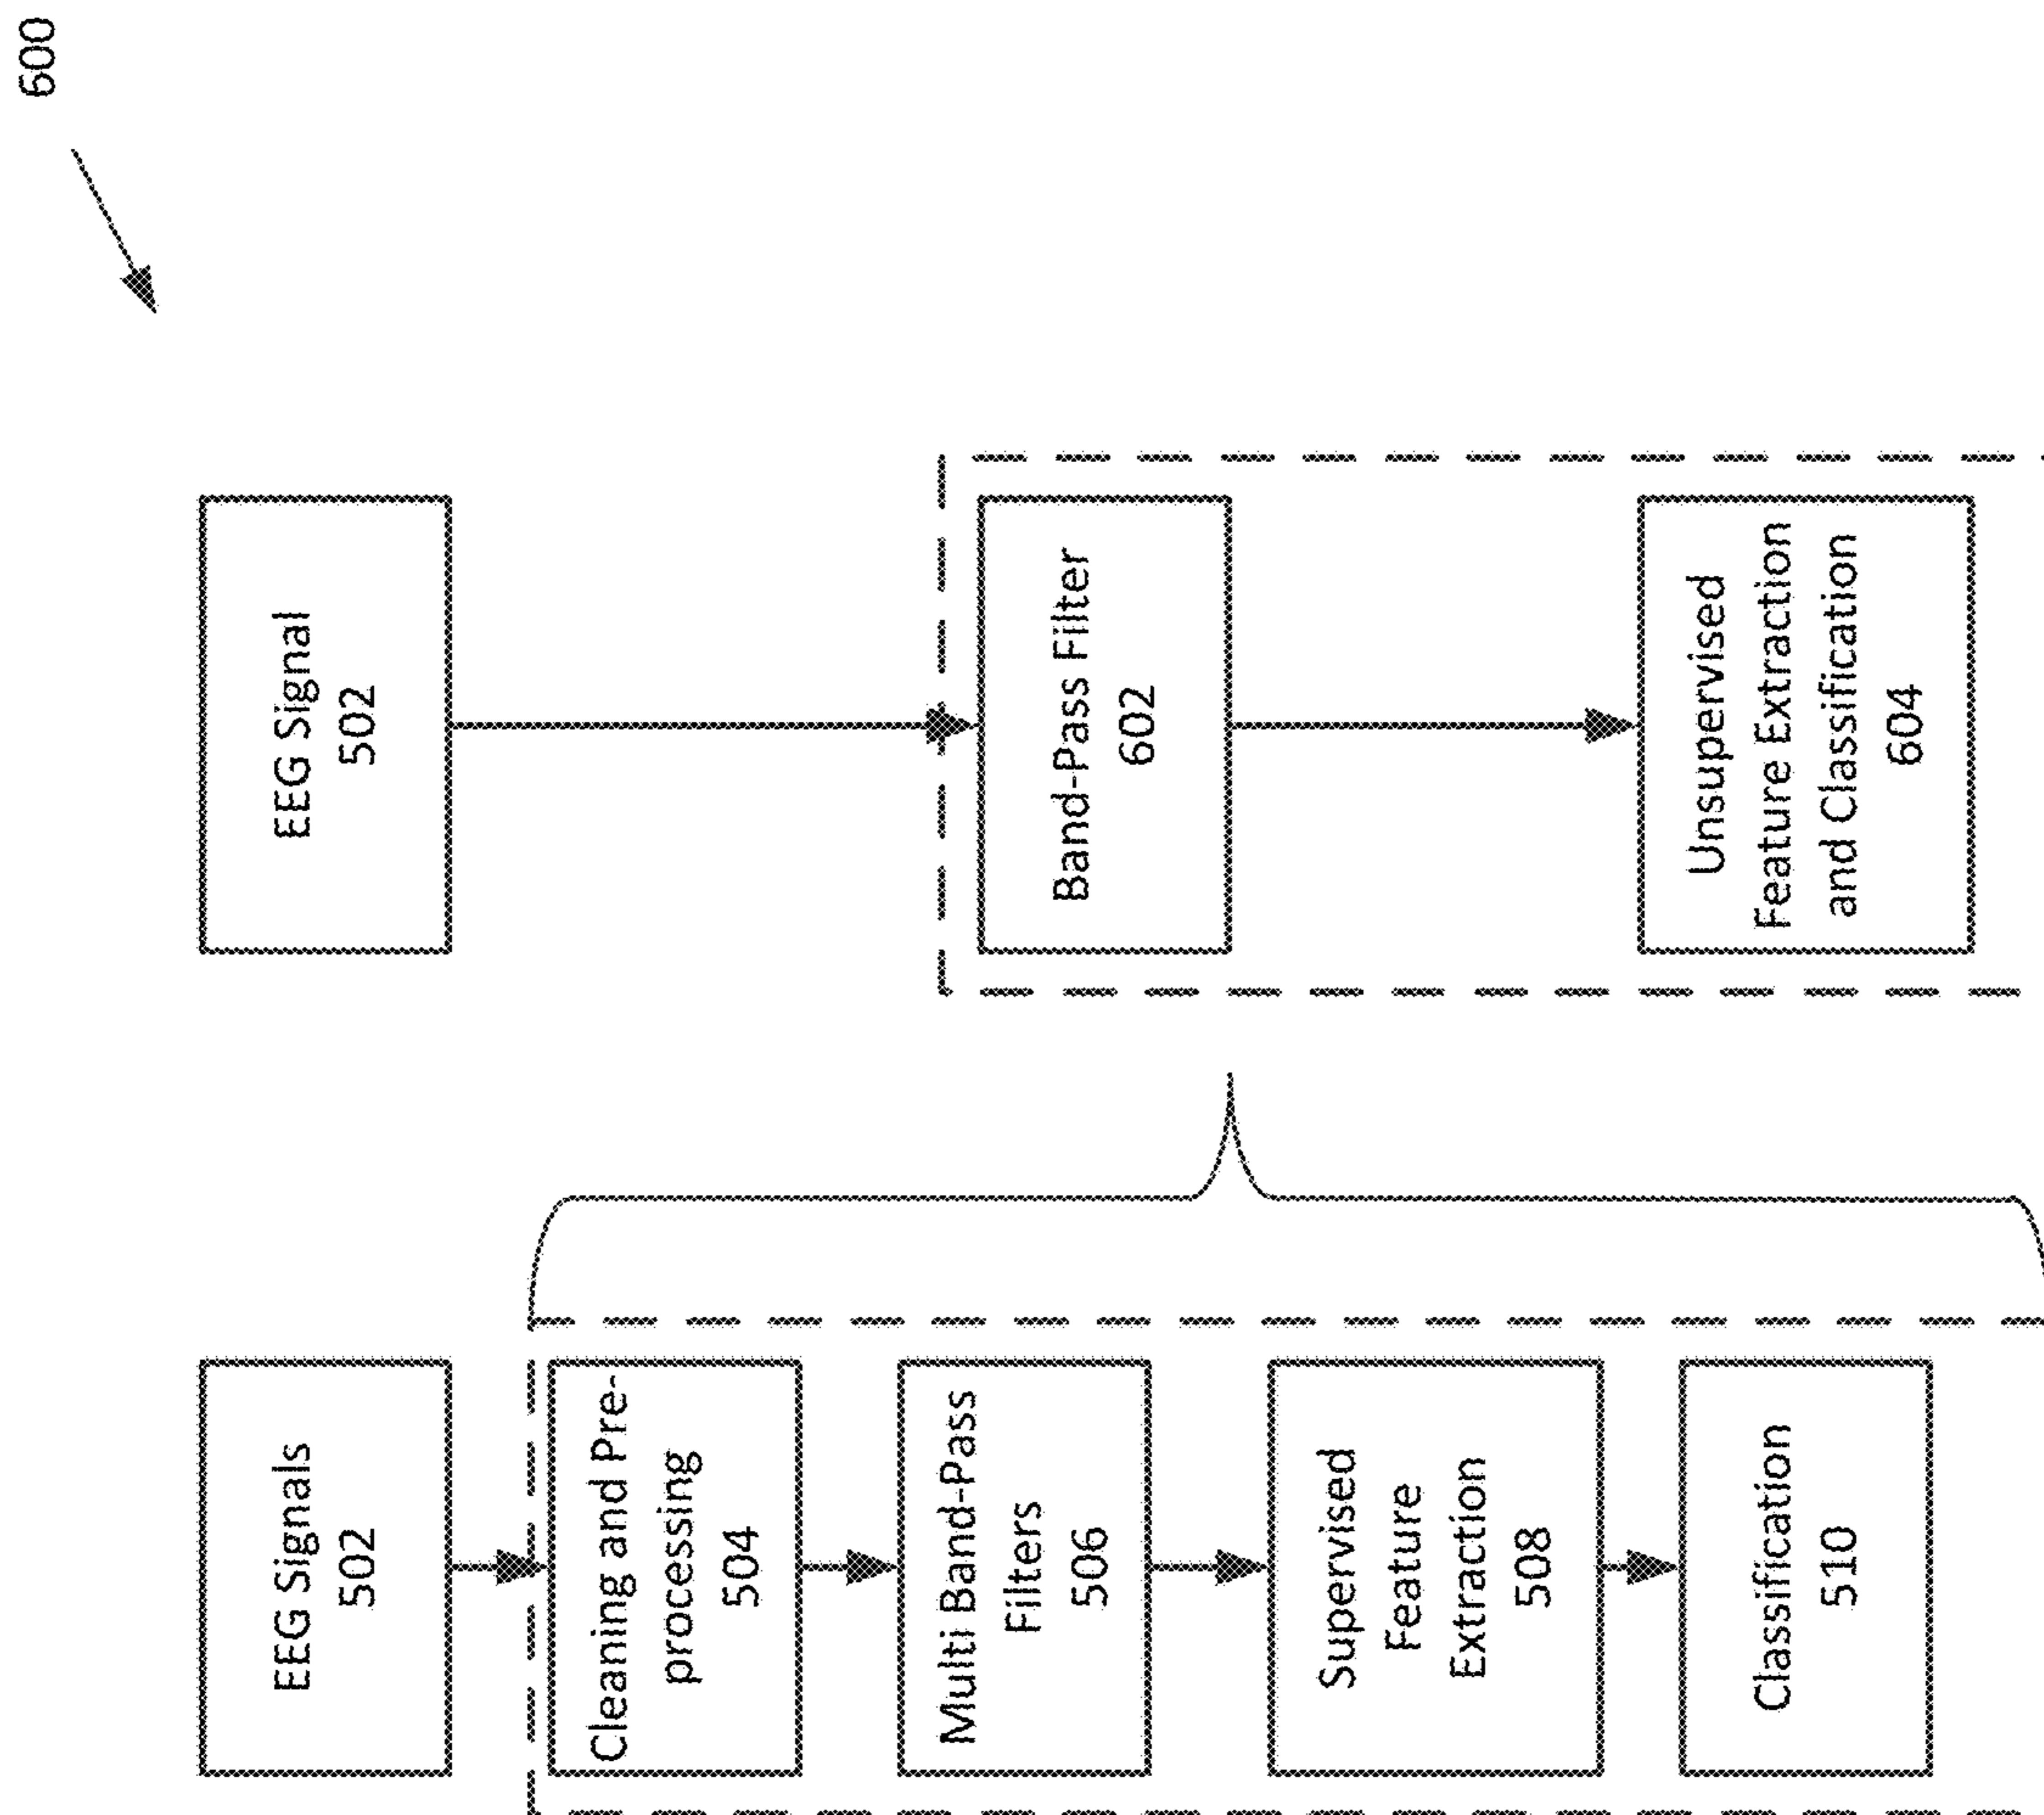 600
EEG Signals
502
Cleaning and Pre-
processing
504
Multi Band-Pass
Filters
506
Supervised
Feature
Extraction
508
Classification
510
EEG Signal
502
Band-Pass Filter
602
Unsupervised
Feature Extraction
and Classification
604